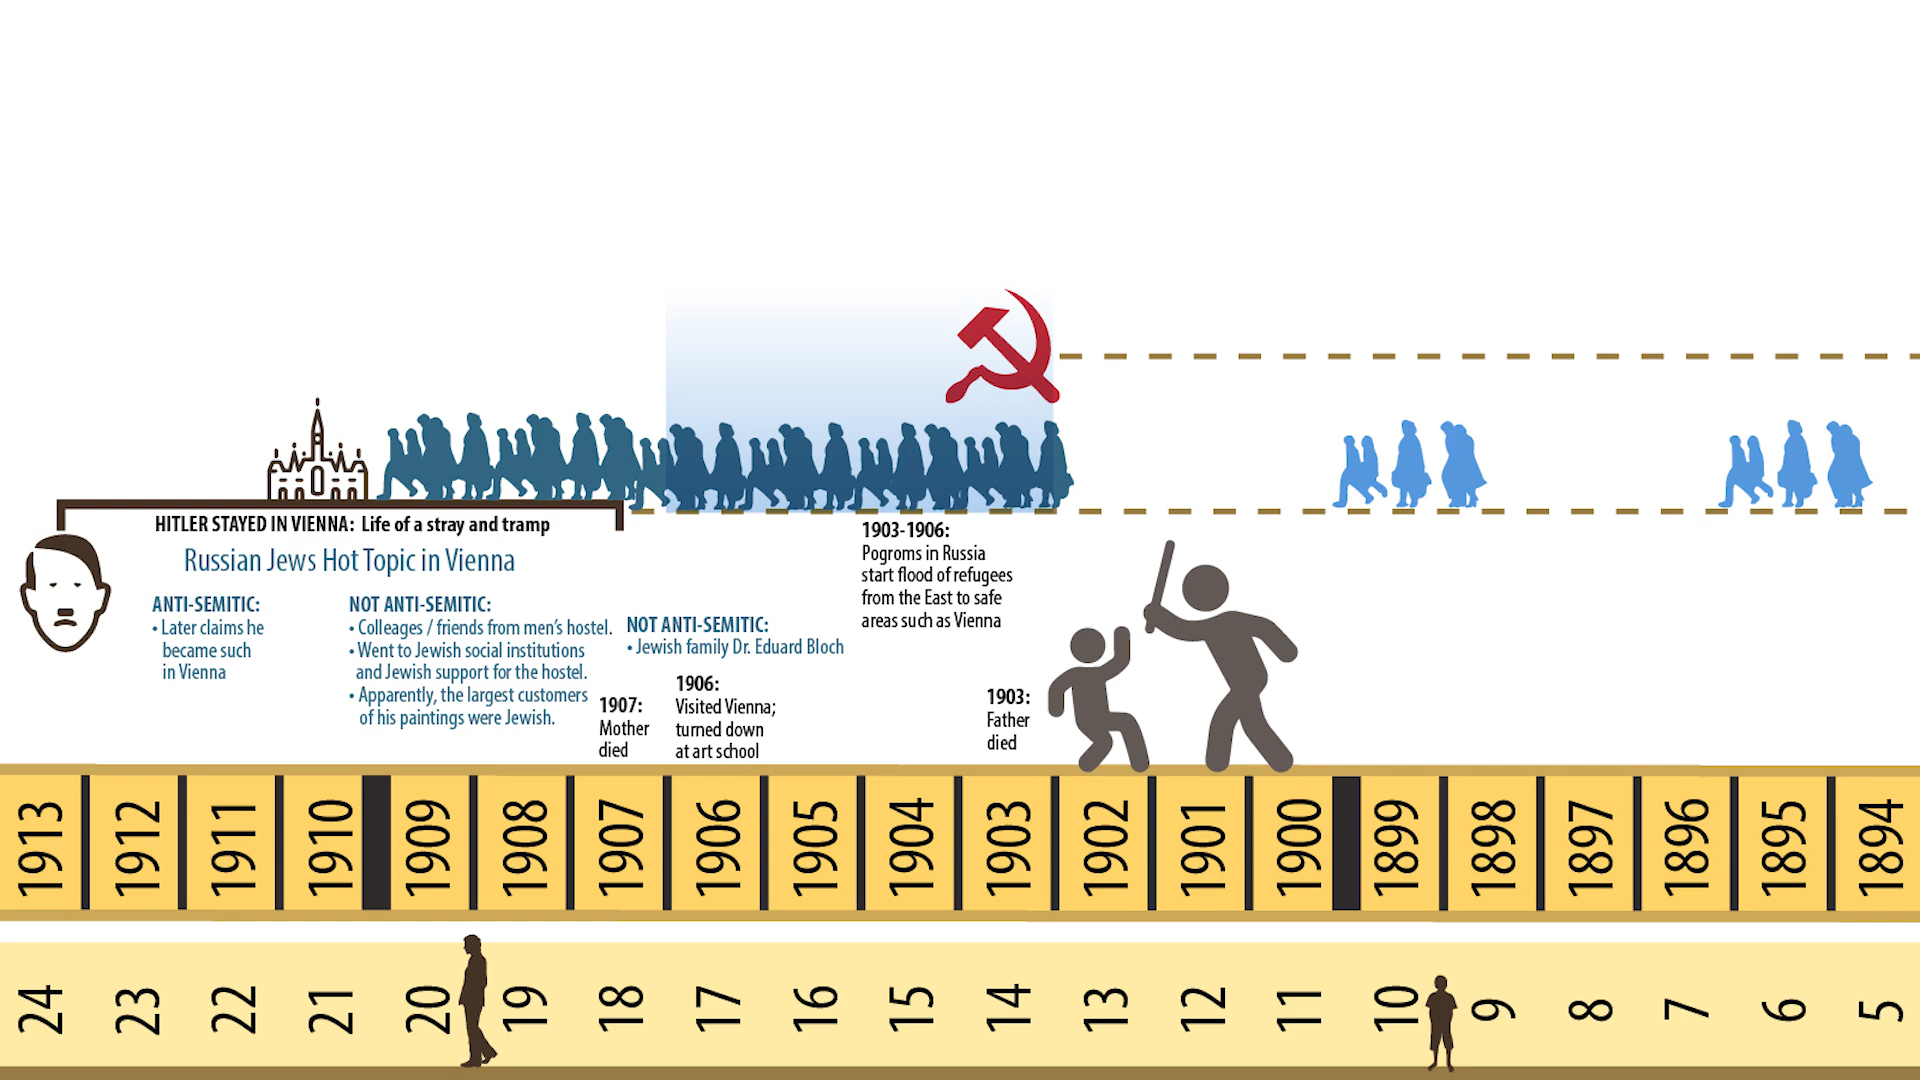 HITLER STAYED IN VIENNA: Life of a stray and tramp
Russian Jews Hot Topic in Vienna
ANTI-SEMITIC:
• Later claims he
became such
in Vienna
NOT ANTI-SEMITIC:
• Colleages / friends from men's hostel.
• Went to Jewish social institutions
and Jewish support for the hostel.
• Apparently, the largest customers
of his paintings were Jewish.
NOT ANTI-SEMITIC:
• Jewish family Dr. Eduard Bloch
1907:
Mother
died
1906:
Visited Vienna;
turned down
at art school
1903-1906:
Pogroms in Russia
start flood of refugees
from the East to safe
areas such as Vienna
1903:
Father
died
1913
1912
1911
1910
1909
1908
1907
1906
1905
1904
1903
1902
1901
1900
1899
1898
1897
1896
1895
1894
24
23
22
21
20
19
18
17
16
15
14
13
12
11
10
9
8
7
6
5